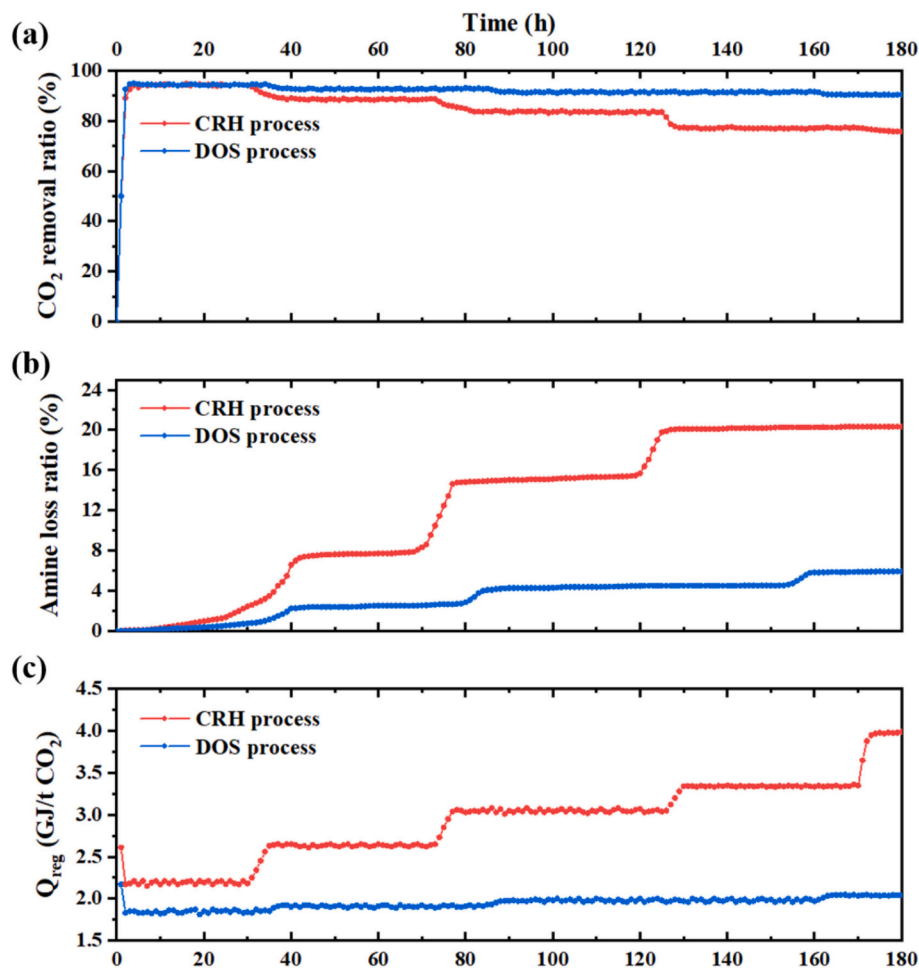 Time (h)
(a)
0 20 40 60 80 100 120 140 160 180
100
80
60
40
20
0
CO₂ removal ratio (%)
CRH process
DOS process
(b)
24
20
16
12
8
4
0
Amine loss ratio (%)
CRH process
DOS process
(c)
4.5
4.0
3.5
3.0
2.5
2.0
1.5
Q_reg (GJ/t CO₂)
CRH process
DOS process
0 20 40 60 80 100 120 140 160 180